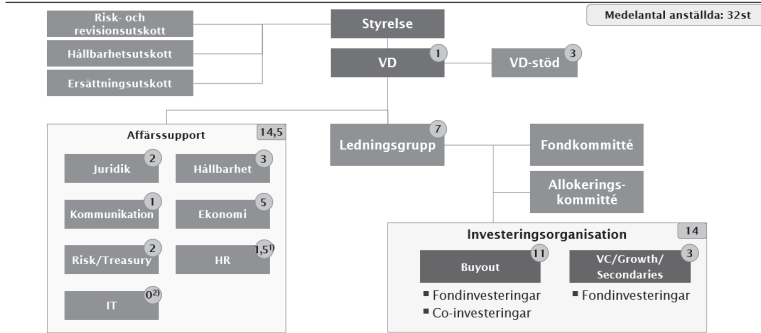 Medelantal anställda: 32st
Risk- och
revisionsutskott
Hållbarhetsutskott
Ersättningsutskott
Styrelse
VD
1
VD-stöd
3
Affärssupport
14,5
Juridik
2
Hållbarhet
3
Kommunikation
1
Ekonomi
5
Risk/Treasury
2
HR
1,5¹⁾
IT
0²⁾
Ledningsgrupp
7
Fondkommitté
Allokerings-
kommitté
Investeringsorganisation
14
Buyout
11
▪ Fondinvesteringar
▪ Co-investeringar
VC/Growth/
Secondaries
3
▪ Fondinvesteringar